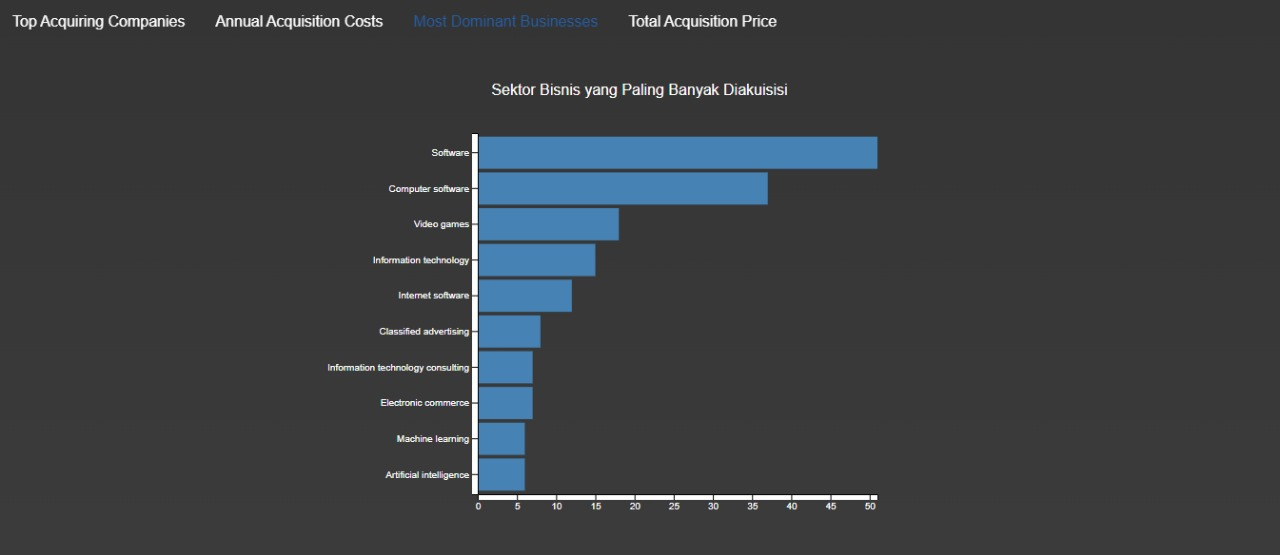 Top Acquiring Companies Annual Acquisition Costs Most Dominant Businesses Total Acquisition Price
Sektor Bisnis yang Paling Banyak Diakuisisi
Software
Computer software
Video games
Information technology
Internet software
Classified advertising
Information technology consulting
Electronic commerce
Machine learning
Artificial intelligence
0 5 10 15 20 25 30 35 40 45 50